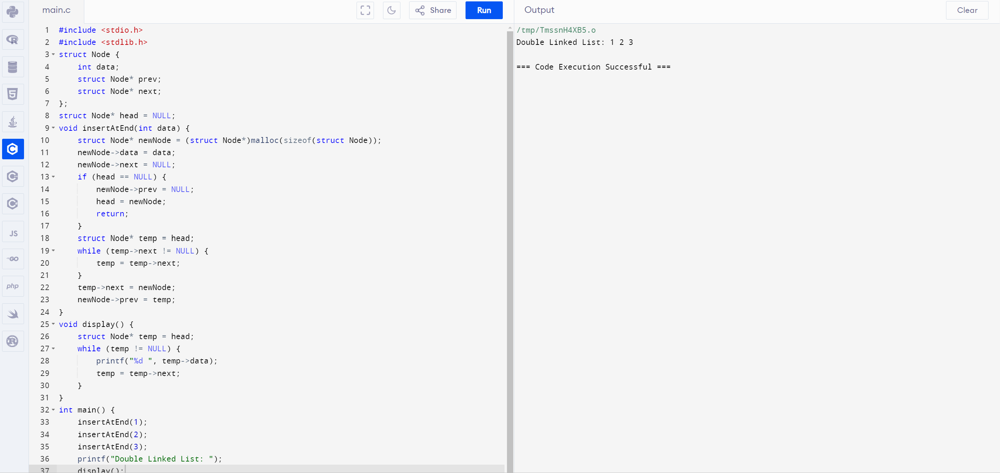 main.c
Share
Run
Output
Clear
1 #include <stdio.h>
2 #include <stdlib.h>
3 struct Node {
4     int data;
5     struct Node* prev;
6     struct Node* next;
7 };
8 struct Node* head = NULL;
9 void insertAtEnd(int data) {
10     struct Node* newNode = (struct Node*)malloc(sizeof(struct Node));
11     newNode->data = data;
12     newNode->next = NULL;
13     if (head == NULL) {
14         newNode->prev = NULL;
15         head = newNode;
16         return;
17     }
18     struct Node* temp = head;
19     while (temp->next != NULL) {
20         temp = temp->next;
21     }
22     temp->next = newNode;
23     newNode->prev = temp;
24 }
25 void display() {
26     struct Node* temp = head;
27     while (temp != NULL) {
28         printf("%d ", temp->data);
29         temp = temp->next;
30     }
31 }
32 int main() {
33     insertAtEnd(1);
34     insertAtEnd(2);
35     insertAtEnd(3);
36     printf("Double Linked List: ");
37     display();
/tmp/TmssnH4XB5.o
Double Linked List: 1 2 3
=== Code Execution Successful ===
R
5
C
C++
C#
JS
GO
php
R